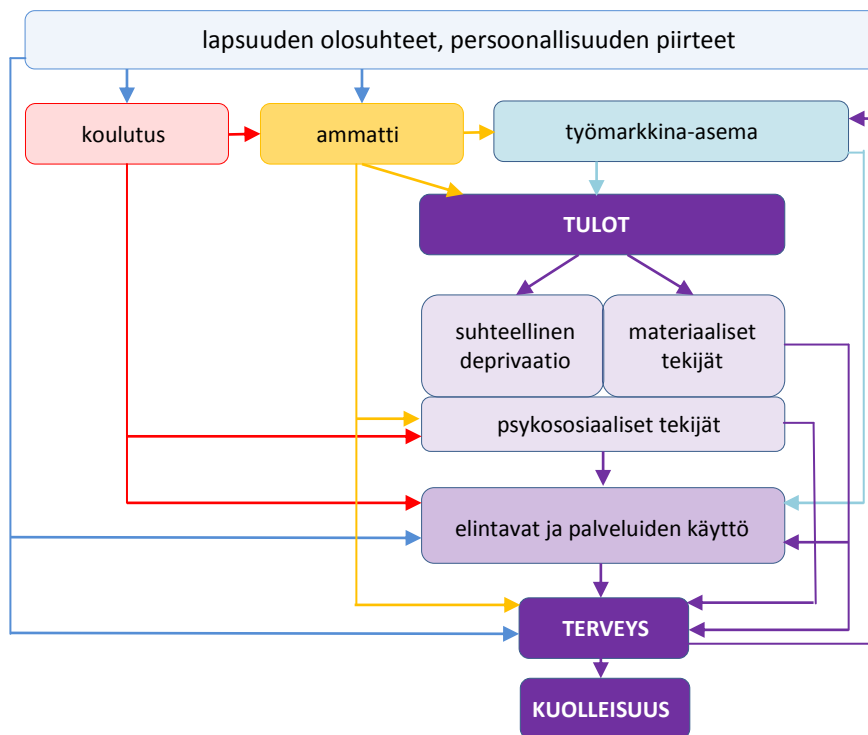 lapsuuden olosuhteet, persoonallisuuden piirteet
koulutus
ammatti
työmarkkina-asema
TULOT
suhteellinen
deprivaatio
materiaaliset
tekijät
psykososiaaliset tekijät
elintavat ja palveluiden käyttö
TERVEYS
KUOLLEISUUS